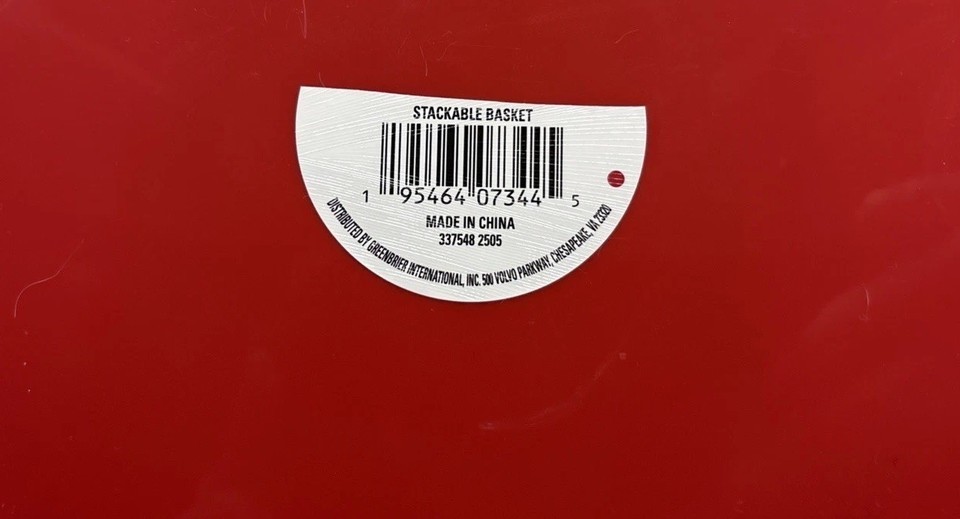 STACKABLE BASKET
1 95464 07344 5
MADE IN CHINA
337548 2505
DISTRIBUTED BY GREENBRIER INTERNATIONAL, INC. 500 VOLVO PARKWAY, CHESAPEAKE, VA 23320